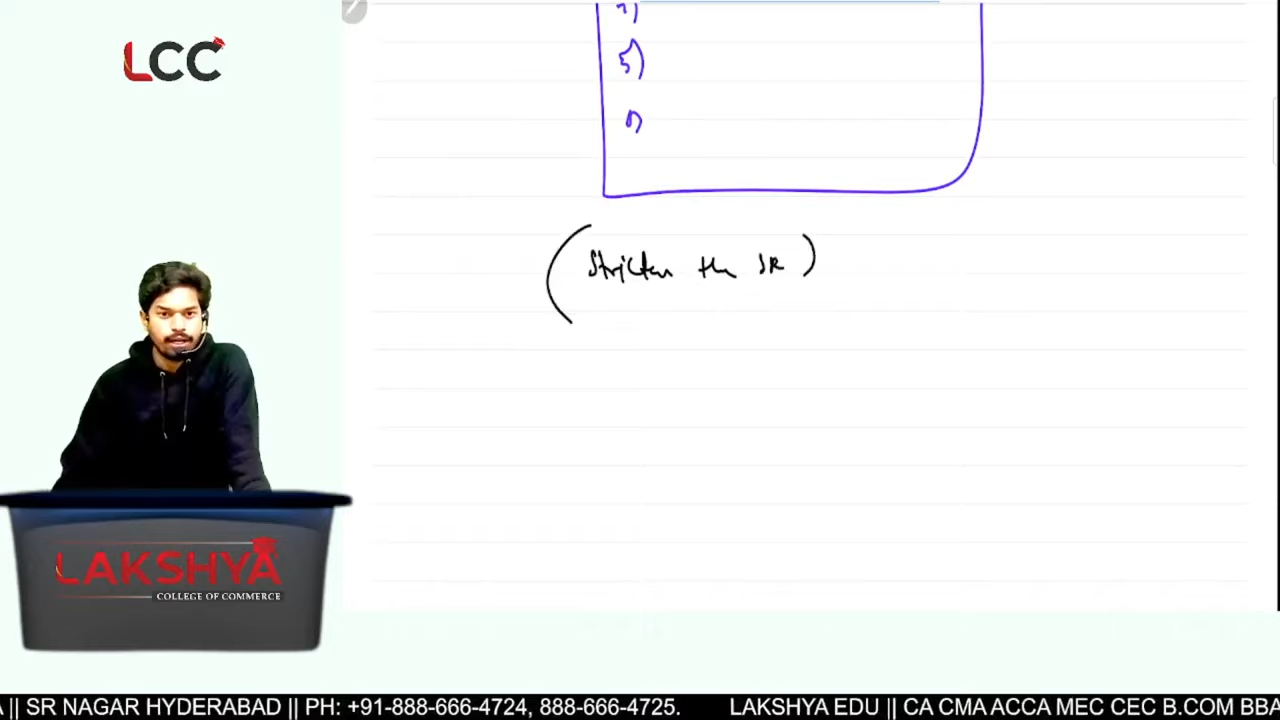 LCC
5)
6)
(Stricter the SR)
LAKSHYA
COLLEGE OF COMMERCE
|| SR NAGAR HYDERABAD || PH: +91-888-666-4724, 888-666-4725. LAKSHYA EDU || CA CMA ACCA MEC CEC B.COM BBA